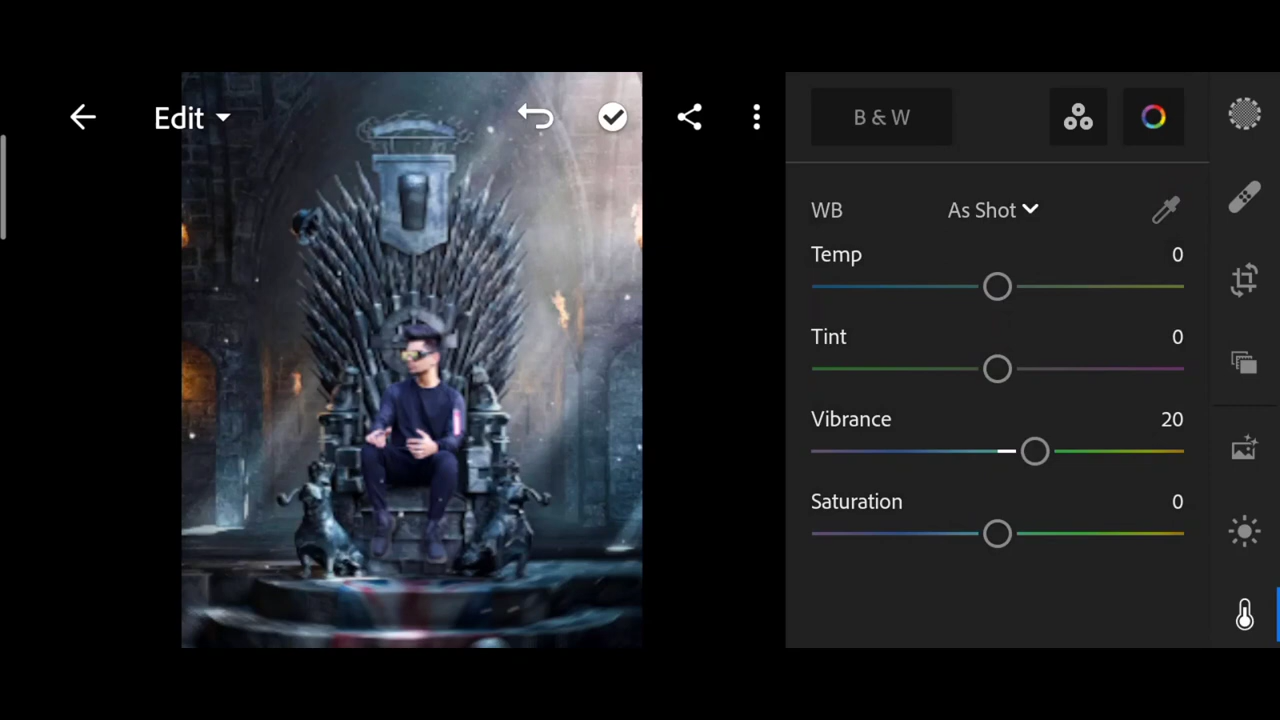 Edit
B & W
WB As Shot
Temp 0
Tint 0
Vibrance 20
Saturation 0